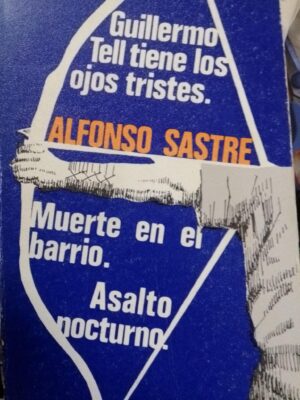 Guillermo
Tell tiene los
ojos tristes.
ALFONSO SASTRE
Muerte en el
barrio.
Asalto
nocturno.